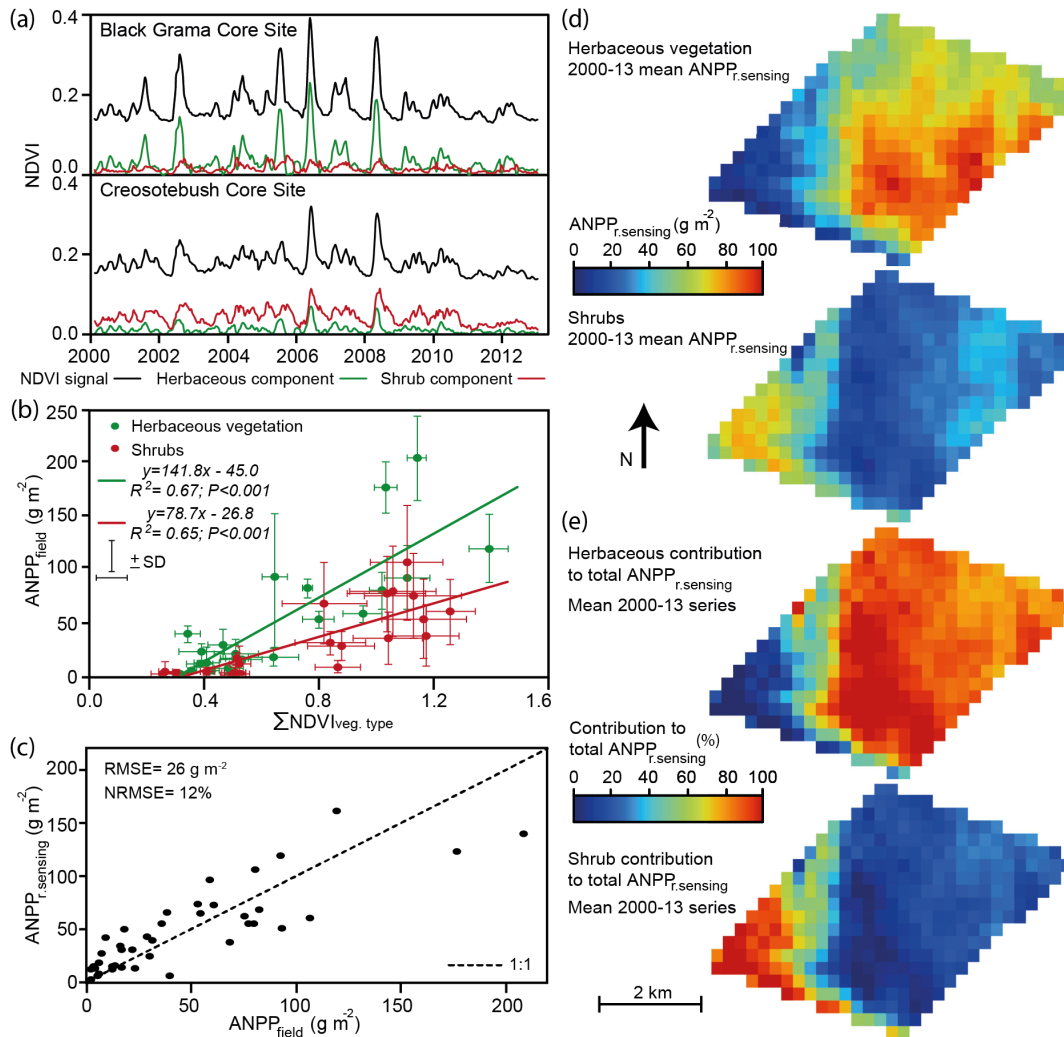 (a)
Black Grama Core Site
0.4
0.2
0.0
NDVI
Creosotebush Core Site
0.4
0.2
0.0
2000 2002 2004 2006 2008 2010 2012
NDVI signal Herbaceous component Shrub component
(b)
250
200
150
100
50
0
ANPPfield (g m-2)
Herbaceous vegetation
Shrubs
y=141.8x - 45.0
R2= 0.67; P<0.001
y=78.7x - 26.8
R2= 0.65; P<0.001
± SD
0.0 0.4 0.8 1.2 1.6
∑NDVIveg. type
(c)
RMSE= 26 g m-2
NRMSE= 12%
200
150
100
50
0
ANPPr.sensing (g m-2)
1:1
0 50 100 150 200
ANPPfield (g m-2)
(d)
Herbaceous vegetation
2000-13 mean ANPPr.sensing
ANPPr.sensing (g m-2)
0 20 40 60 80 100
Shrubs
2000-13 mean ANPPr.sensing
N
(e)
Herbaceous contribution
to total ANPPr.sensing
Mean 2000-13 series
Contribution to
total ANPPr.sensing (%)
0 20 40 60 80 100
Shrub contribution
to total ANPPr.sensing
Mean 2000-13 series
2 km